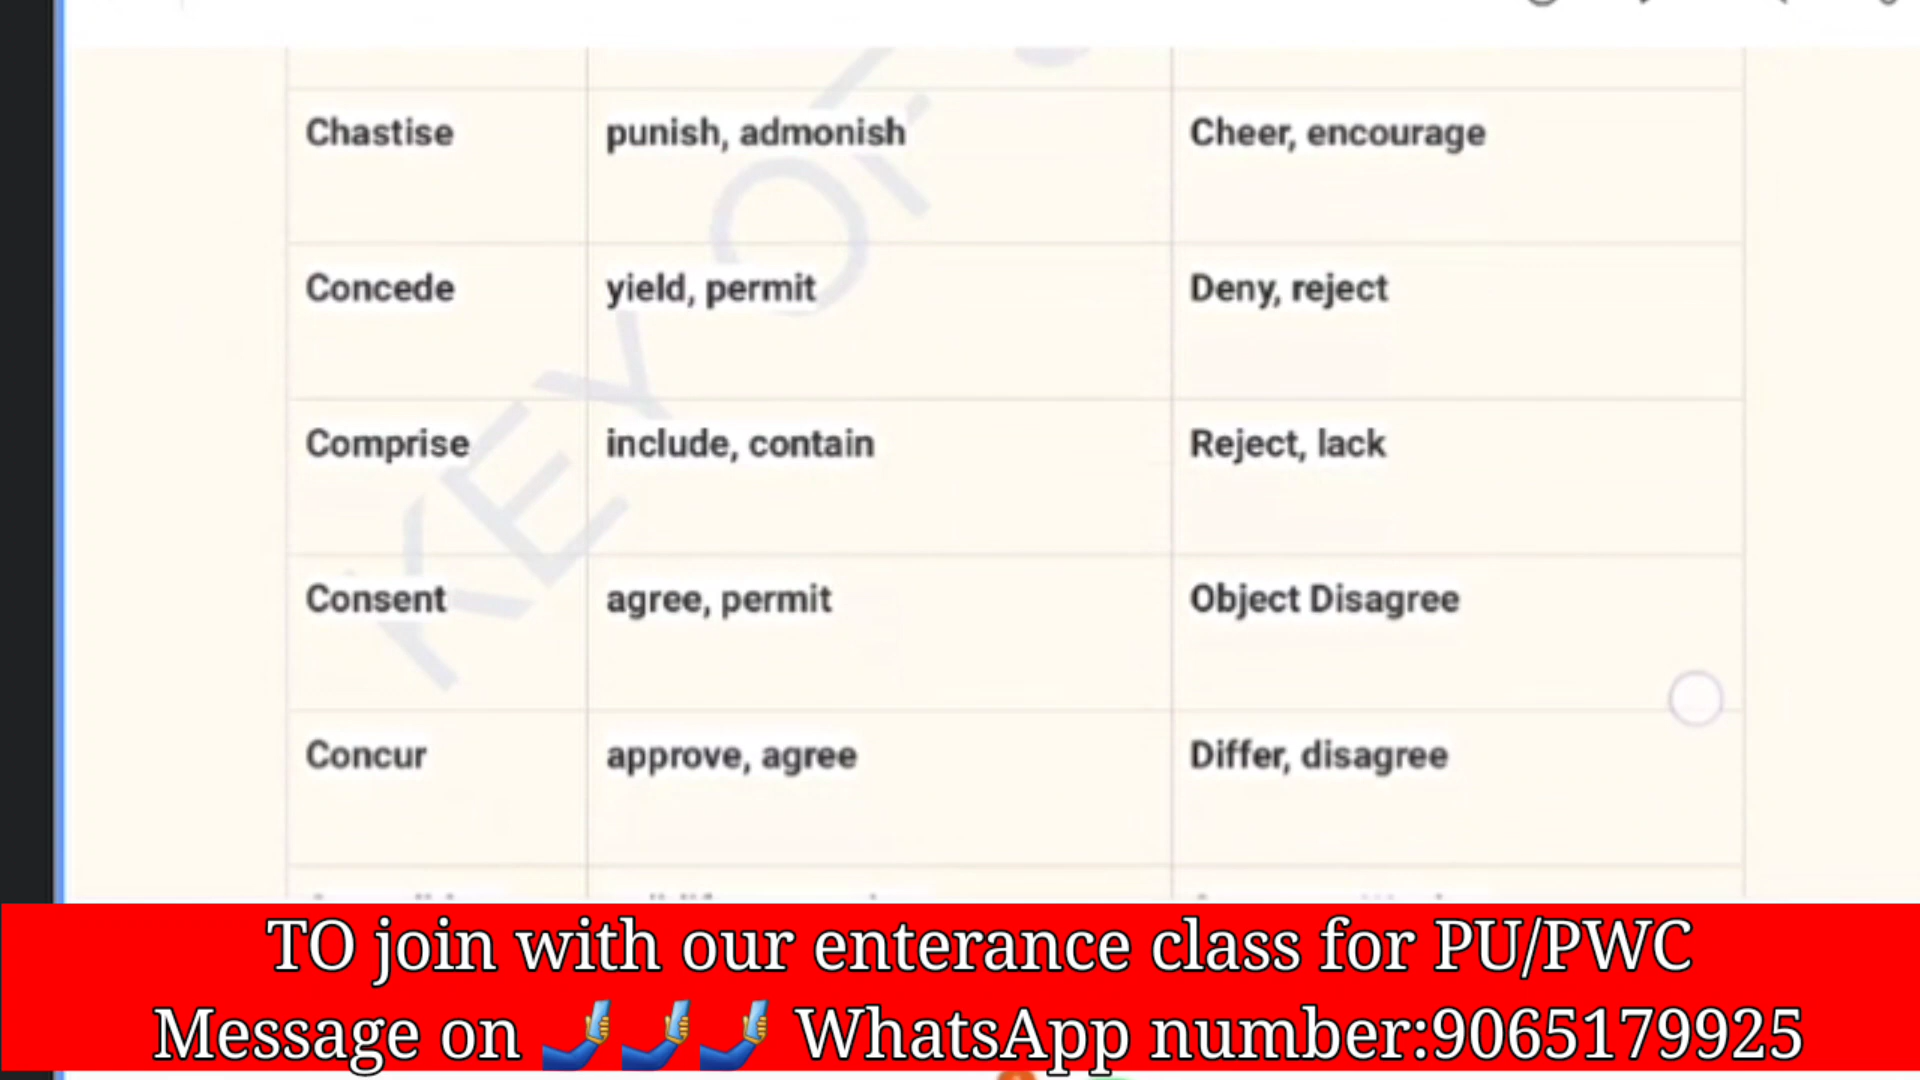 KEY OF
Chastise punish, admonish Cheer, encourage
Concede yield, permit Deny, reject
Comprise include, contain Reject, lack
Consent agree, permit Object Disagree
Concur approve, agree Differ, disagree
TO join with our enterance class for PU/PWC
Message on 🤳🤳🤳 WhatsApp number:9065179925